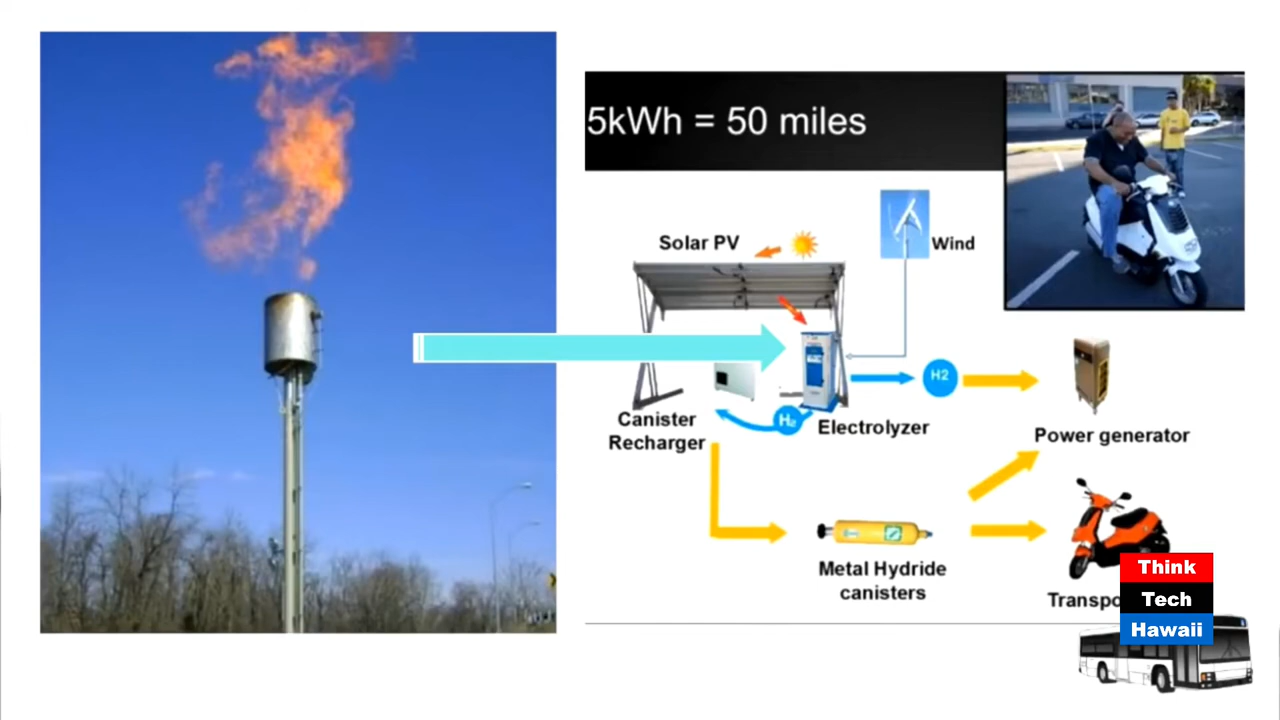 5kWh = 50 miles
Solar PV
Wind
H2
H2
Canister
Recharger
Electrolyzer
Power generator
Metal Hydride
canisters
Transpo
Think
Tech
Hawaii